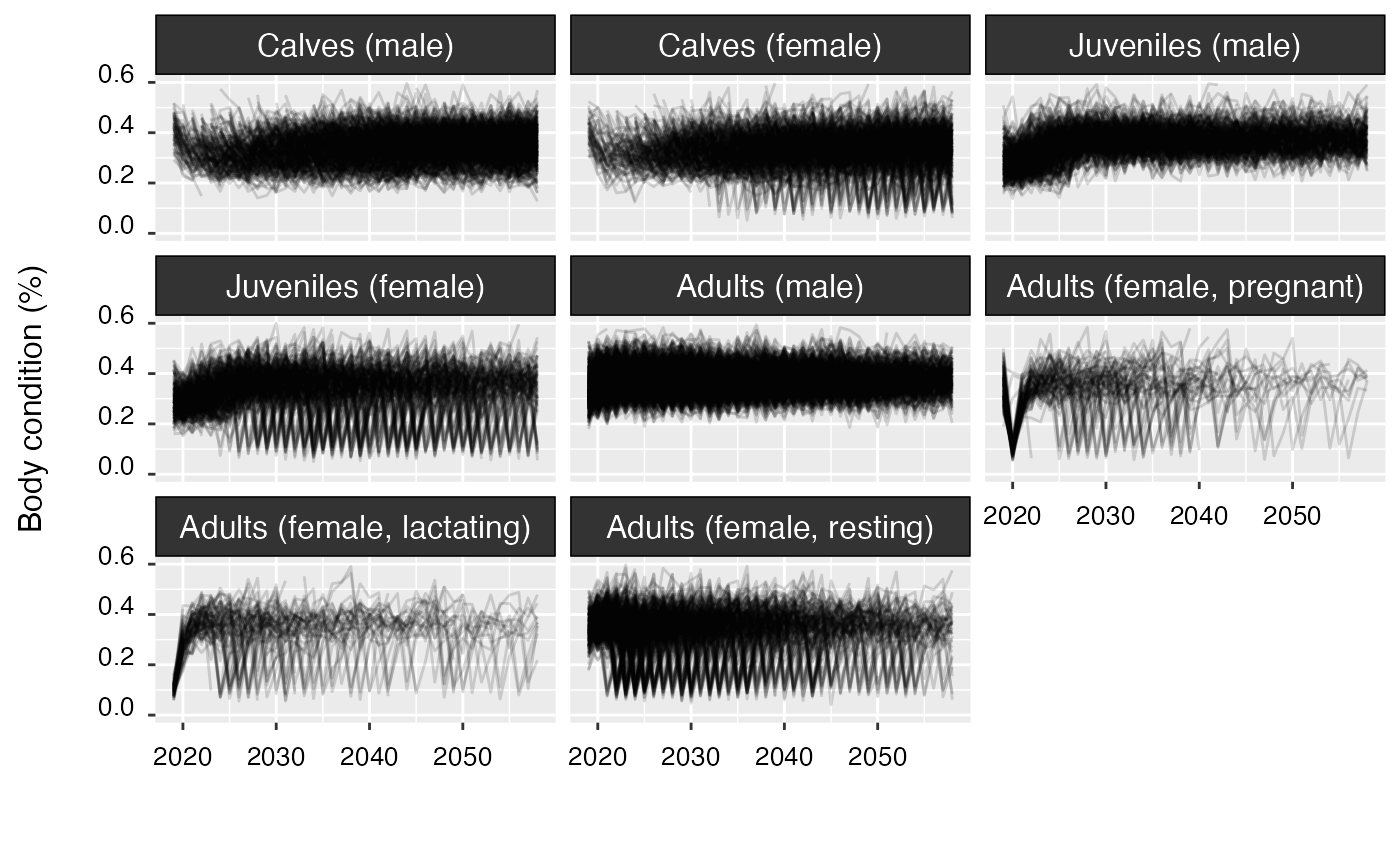 Calves (male)
Calves (female)
Juveniles (male)
0.6
0.4
0.2
0.0
Juveniles (female)
Adults (male)
Adults (female, pregnant)
0.6
0.4
0.2
0.0
2020 2030 2040 2050
Adults (female, lactating)
Adults (female, resting)
0.6
0.4
0.2
0.0
2020 2030 2040 2050
2020 2030 2040 2050
Body condition (%)